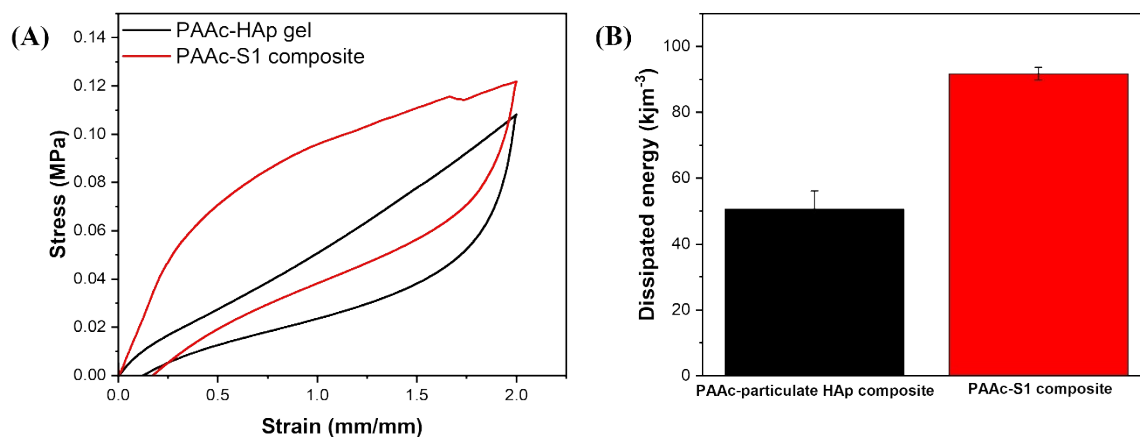 (A)
PAAc-HAp gel
PAAc-S1 composite
Stress (MPa)
0.14
0.12
0.10
0.08
0.06
0.04
0.02
0.00
0.0 0.5 1.0 1.5 2.0
Strain (mm/mm)
(B)
Dissipated energy (kjm-3)
100
80
60
40
20
0
PAAc-particulate HAp composite PAAc-S1 composite